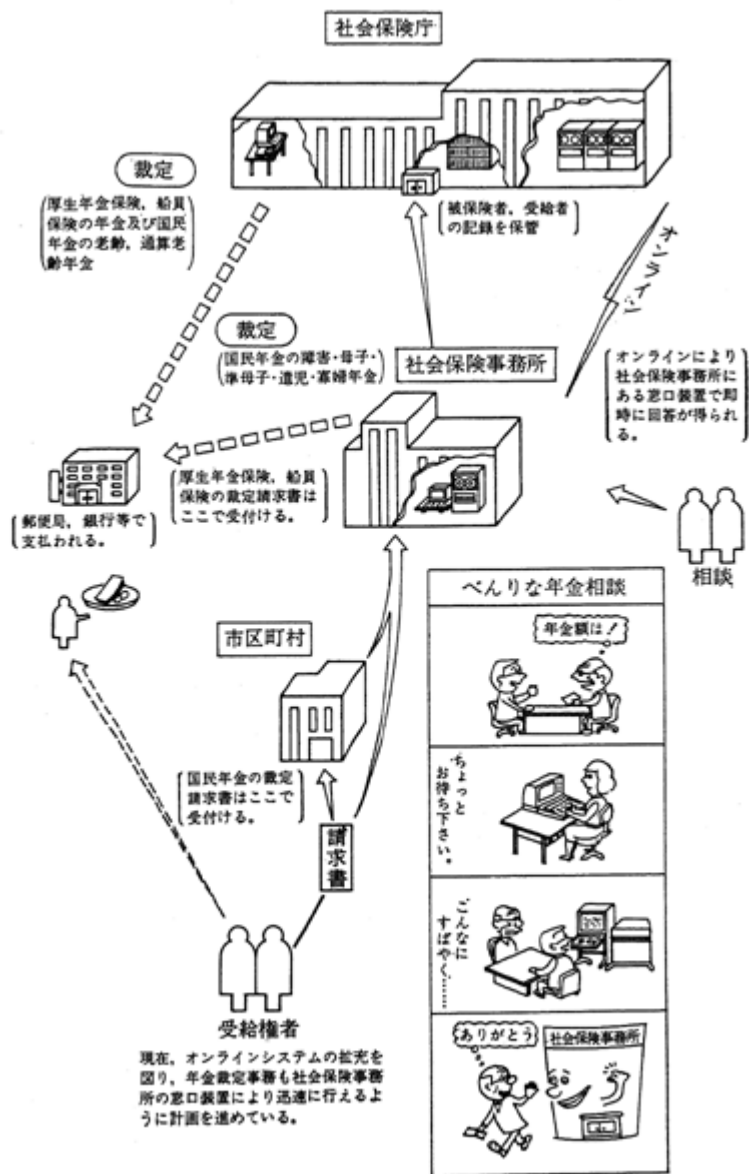 社会保険庁
裁定
厚生年金保険，船員
保険の年金及び国民
年金の老齢，通算老
齢年金
被保険者，受給者
の記録を保管
オンライン
裁定
国民年金の障害・母子・
準母子・遺児・寡婦年金
社会保険事務所
オンラインにより
社会保険事務所に
ある窓口装置で即
時に回答が得られ
る。
厚生年金保険，船員
保険の裁定請求書は
ここで受付ける。
郵便局，銀行等で
支払われる。
相談
市区町村
国民年金の裁定
請求書はここで
受付ける。
請求書
受給権者
現在，オンラインシステムの拡充を
図り，年金裁定事務も社会保険事務
所の窓口装置により迅速に行えるよ
うに計画を進めている。
べんりな年金相談
年金額は！
ちょっと
お待ち下さい。
こんなに
すばやく……
ありがとう
社会保険事務所